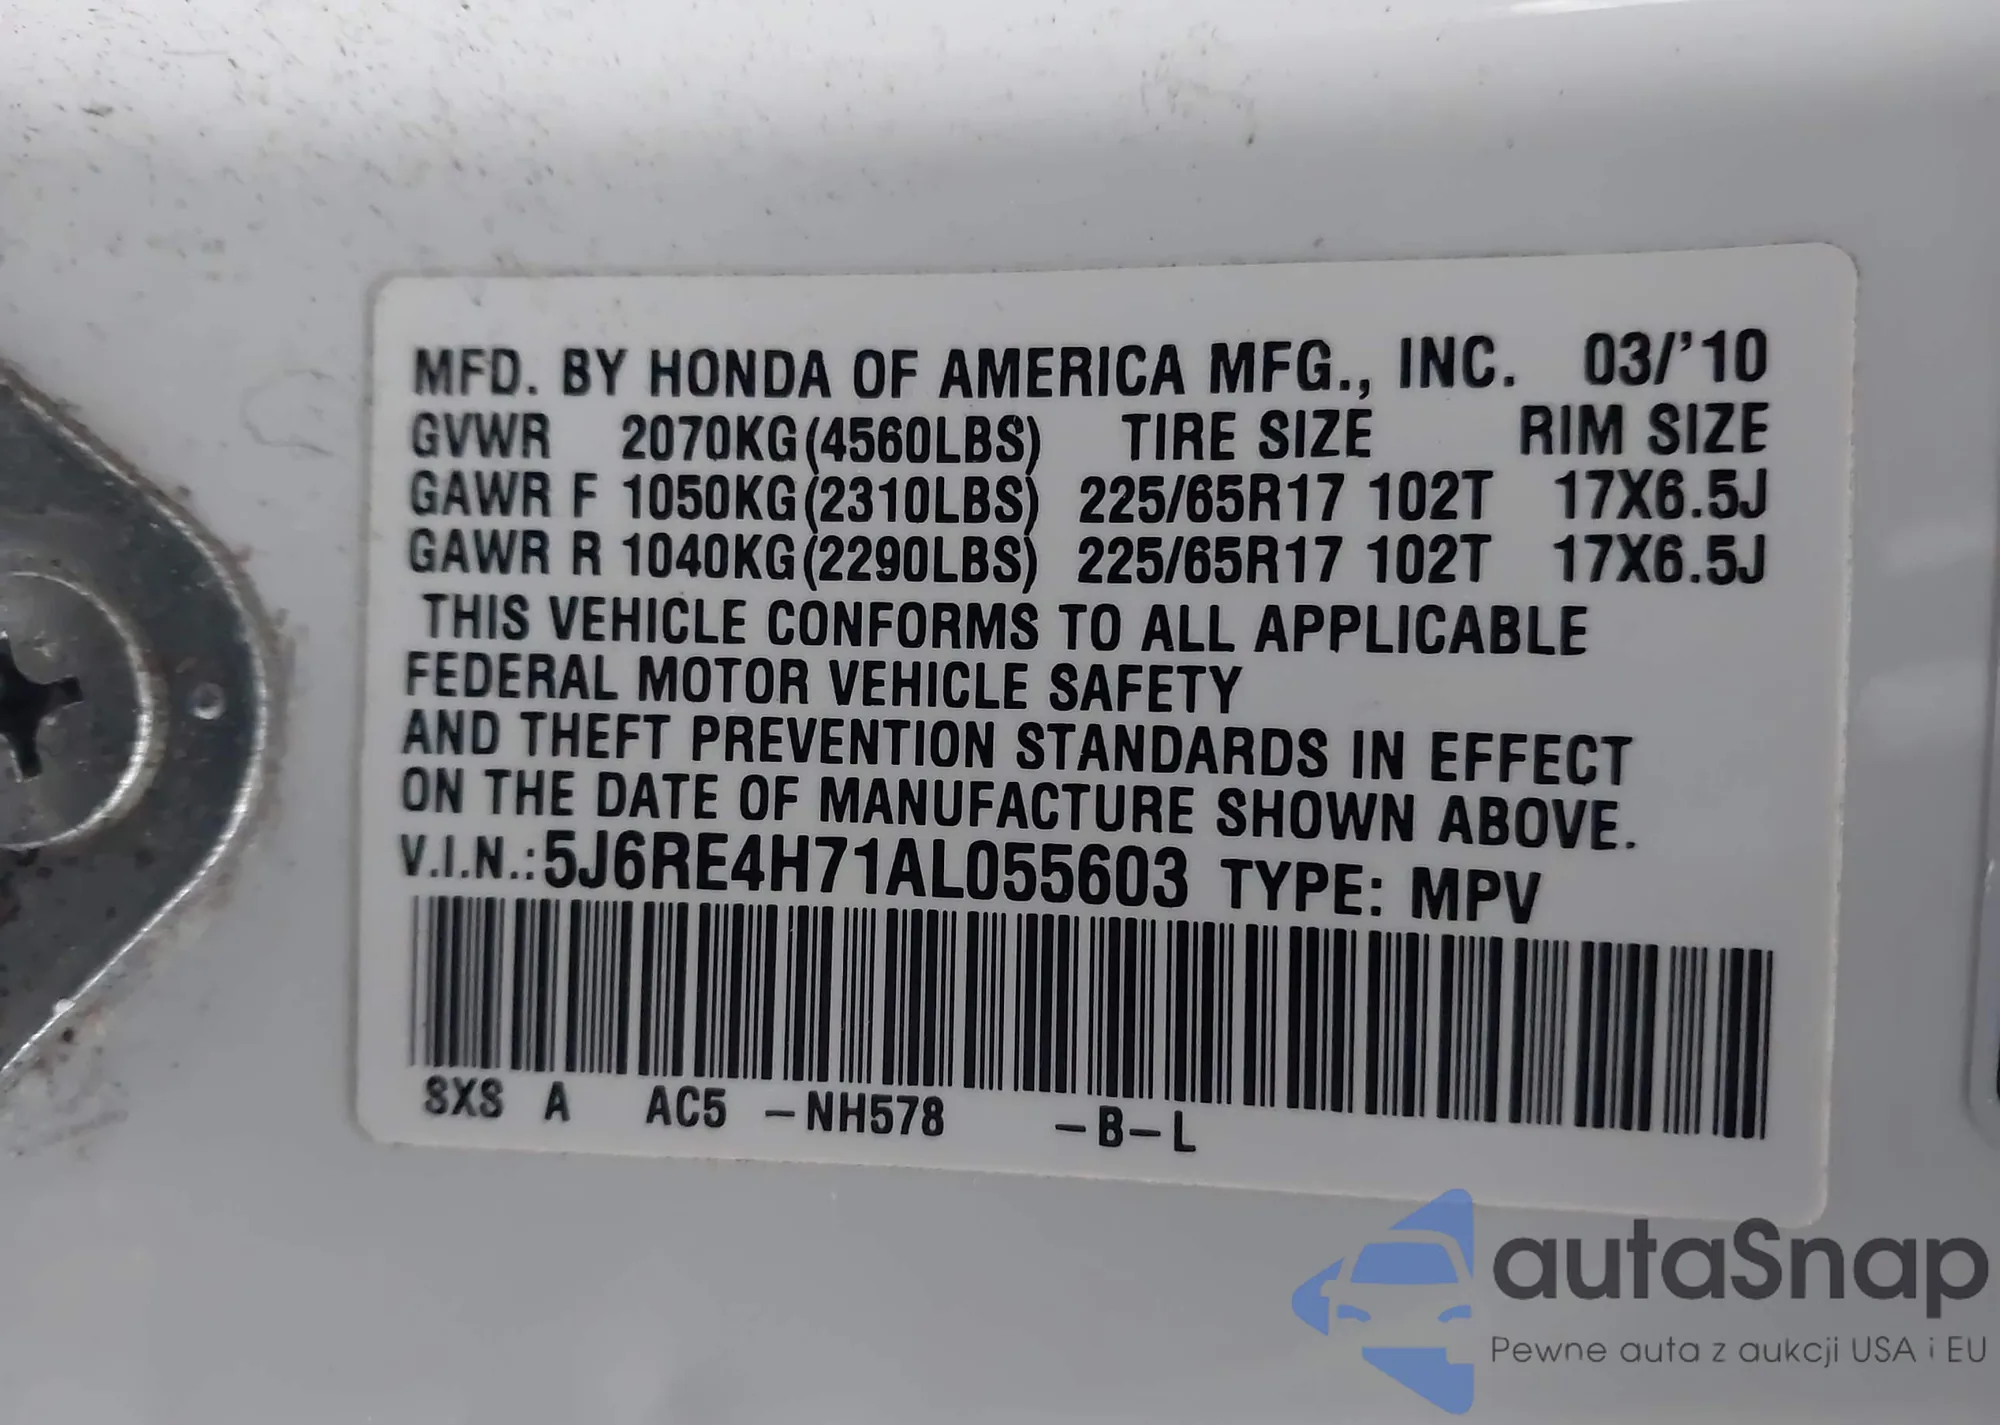 MFD. BY HONDA OF AMERICA MFG., INC. 03/'10
GVWR 2070KG(4560LBS) TIRE SIZE RIM SIZE
GAWR F 1050KG(2310LBS) 225/65R17 102T 17X6.5J
GAWR R 1040KG(2290LBS) 225/65R17 102T 17X6.5J
THIS VEHICLE CONFORMS TO ALL APPLICABLE
FEDERAL MOTOR VEHICLE SAFETY
AND THEFT PREVENTION STANDARDS IN EFFECT
ON THE DATE OF MANUFACTURE SHOWN ABOVE.
V.I.N.:5J6RE4H71AL055603 TYPE: MPV
SXS A AC5 -NH578 -B-L
autaSnap
Pewne auta z aukcji USA i EU